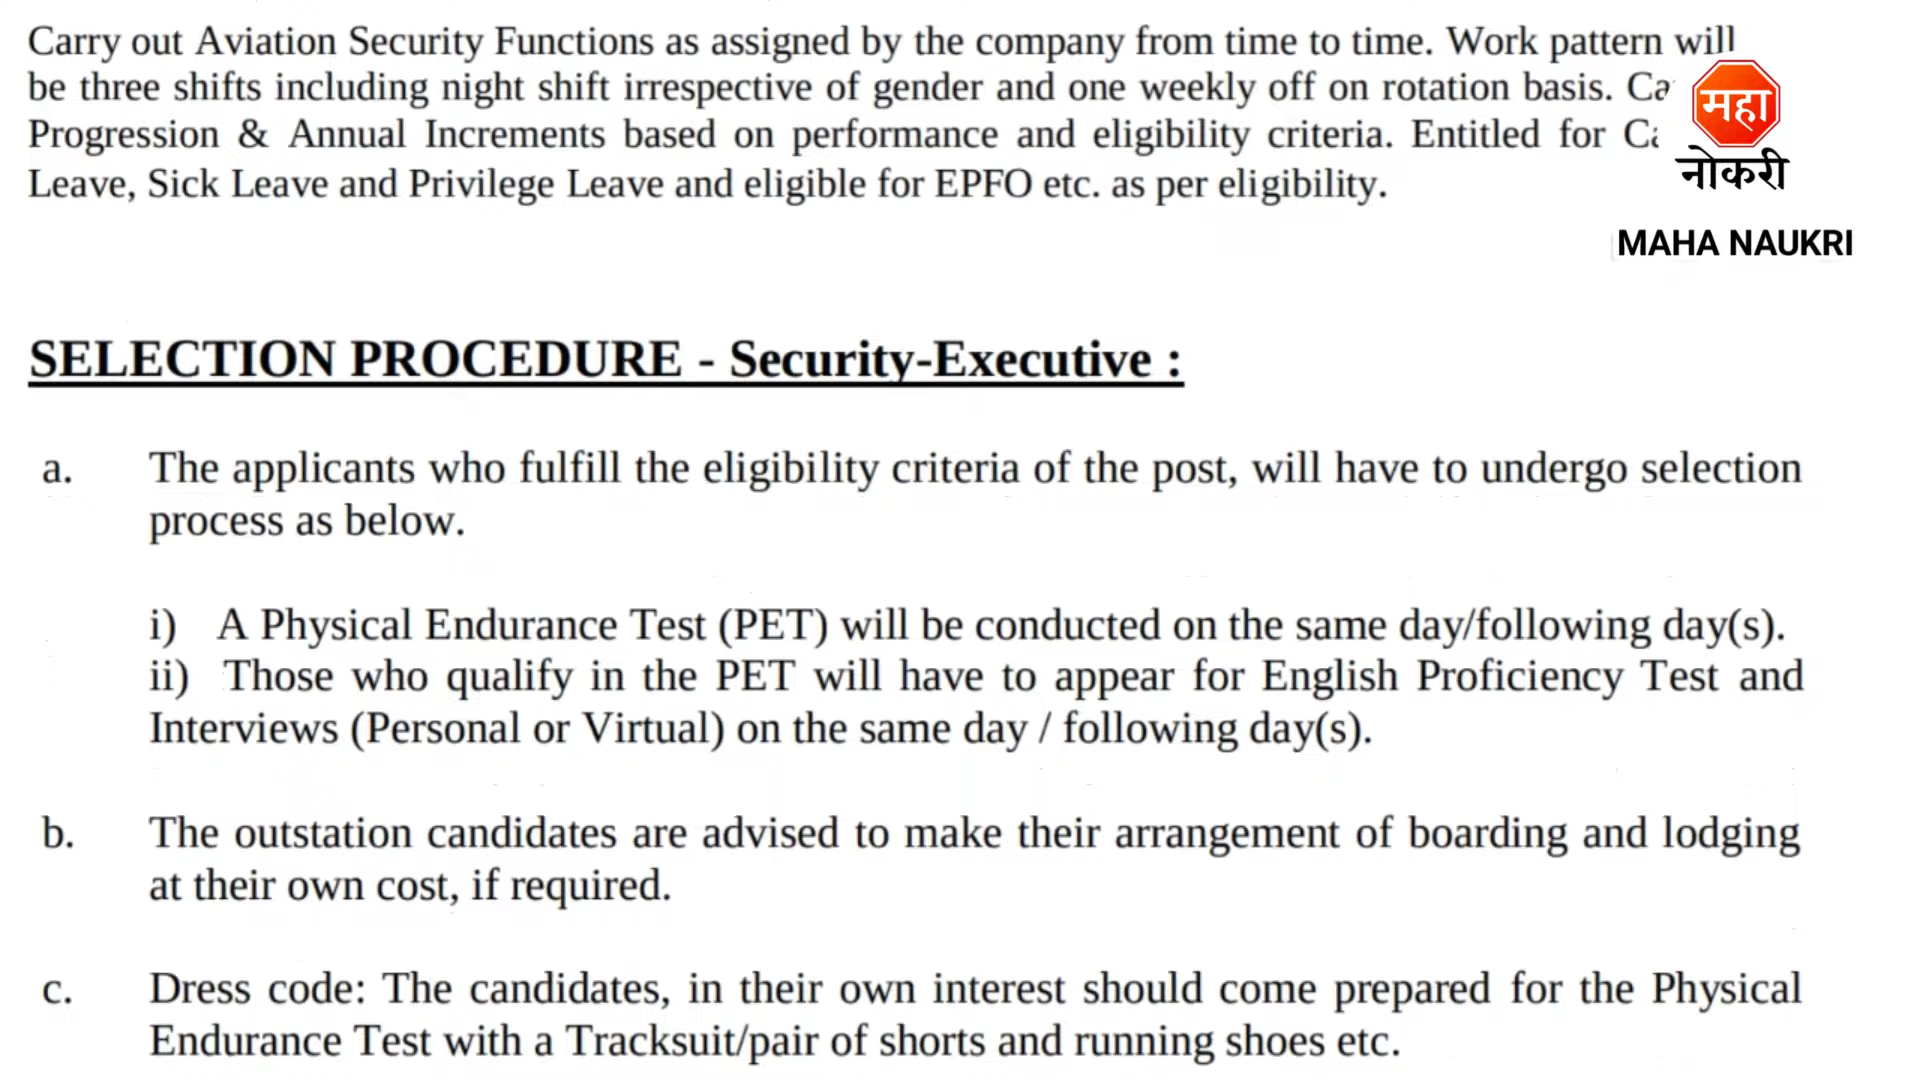 Carry out Aviation Security Functions as assigned by the company from time to time. Work pattern will
be three shifts including night shift irrespective of gender and one weekly off on rotation basis.
Progression & Annual Increments based on performance and eligibility criteria. Entitled for
Leave, Sick Leave and Privilege Leave and eligible for EPFO etc. as per eligibility.
महा
नोकरी
MAHA NAUKRI
SELECTION PROCEDURE - Security-Executive :
a. The applicants who fulfill the eligibility criteria of the post, will have to undergo selection
process as below.
i) A Physical Endurance Test (PET) will be conducted on the same day/following day(s).
ii) Those who qualify in the PET will have to appear for English Proficiency Test and
Interviews (Personal or Virtual) on the same day / following day(s).
b. The outstation candidates are advised to make their arrangement of boarding and lodging
at their own cost, if required.
c. Dress code: The candidates, in their own interest should come prepared for the Physical
Endurance Test with a Tracksuit/pair of shorts and running shoes etc.